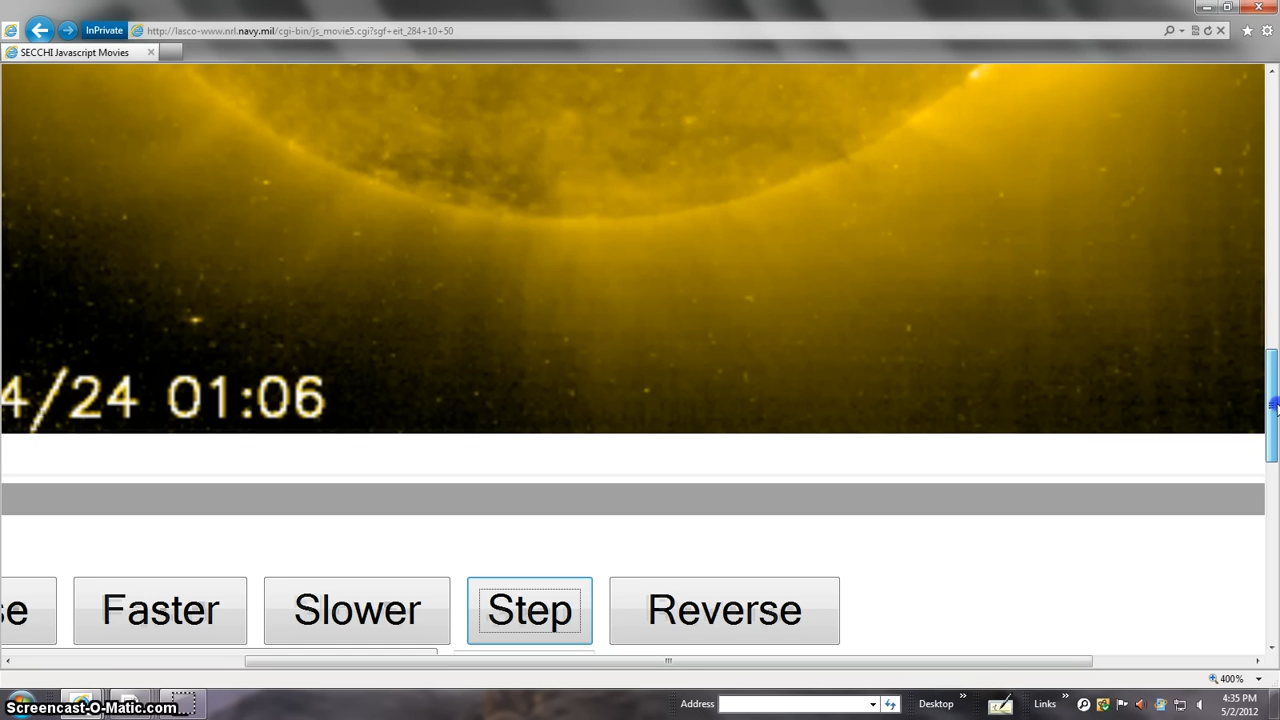 InPrivate
http://lasco-www.nrl.navy.mil/cgi-bin/js_movie5.cgi?sgf+eit_284+10+50
SECCHI Javascript Movies
4/24 01:06
se Faster Slower Step Reverse
400%
Screencast-O-Matic.com
Address
Desktop
Links
4:35 PM
5/2/2012